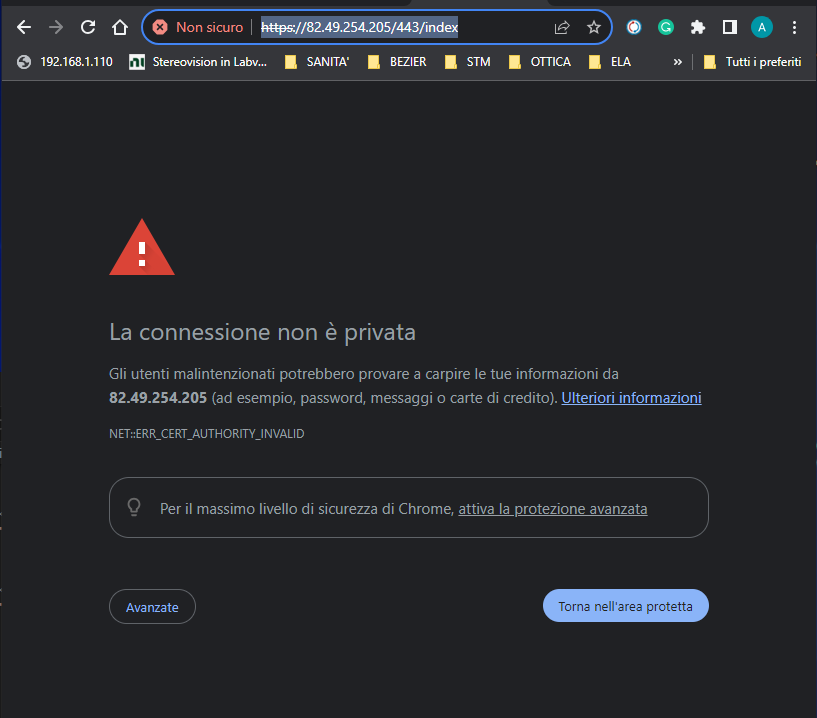 Non sicuro https://82.49.254.205/443/index A
192.168.1.110 Stereovision in Labv... SANITA' BEZIER STM OTTICA ELA » Tutti i preferiti
La connessione non è privata
Gli utenti malintenzionati potrebbero provare a carpire le tue informazioni da
82.49.254.205 (ad esempio, password, messaggi o carte di credito). Ulteriori informazioni
NET::ERR_CERT_AUTHORITY_INVALID
Per il massimo livello di sicurezza di Chrome, attiva la protezione avanzata
Avanzate Torna nell'area protetta